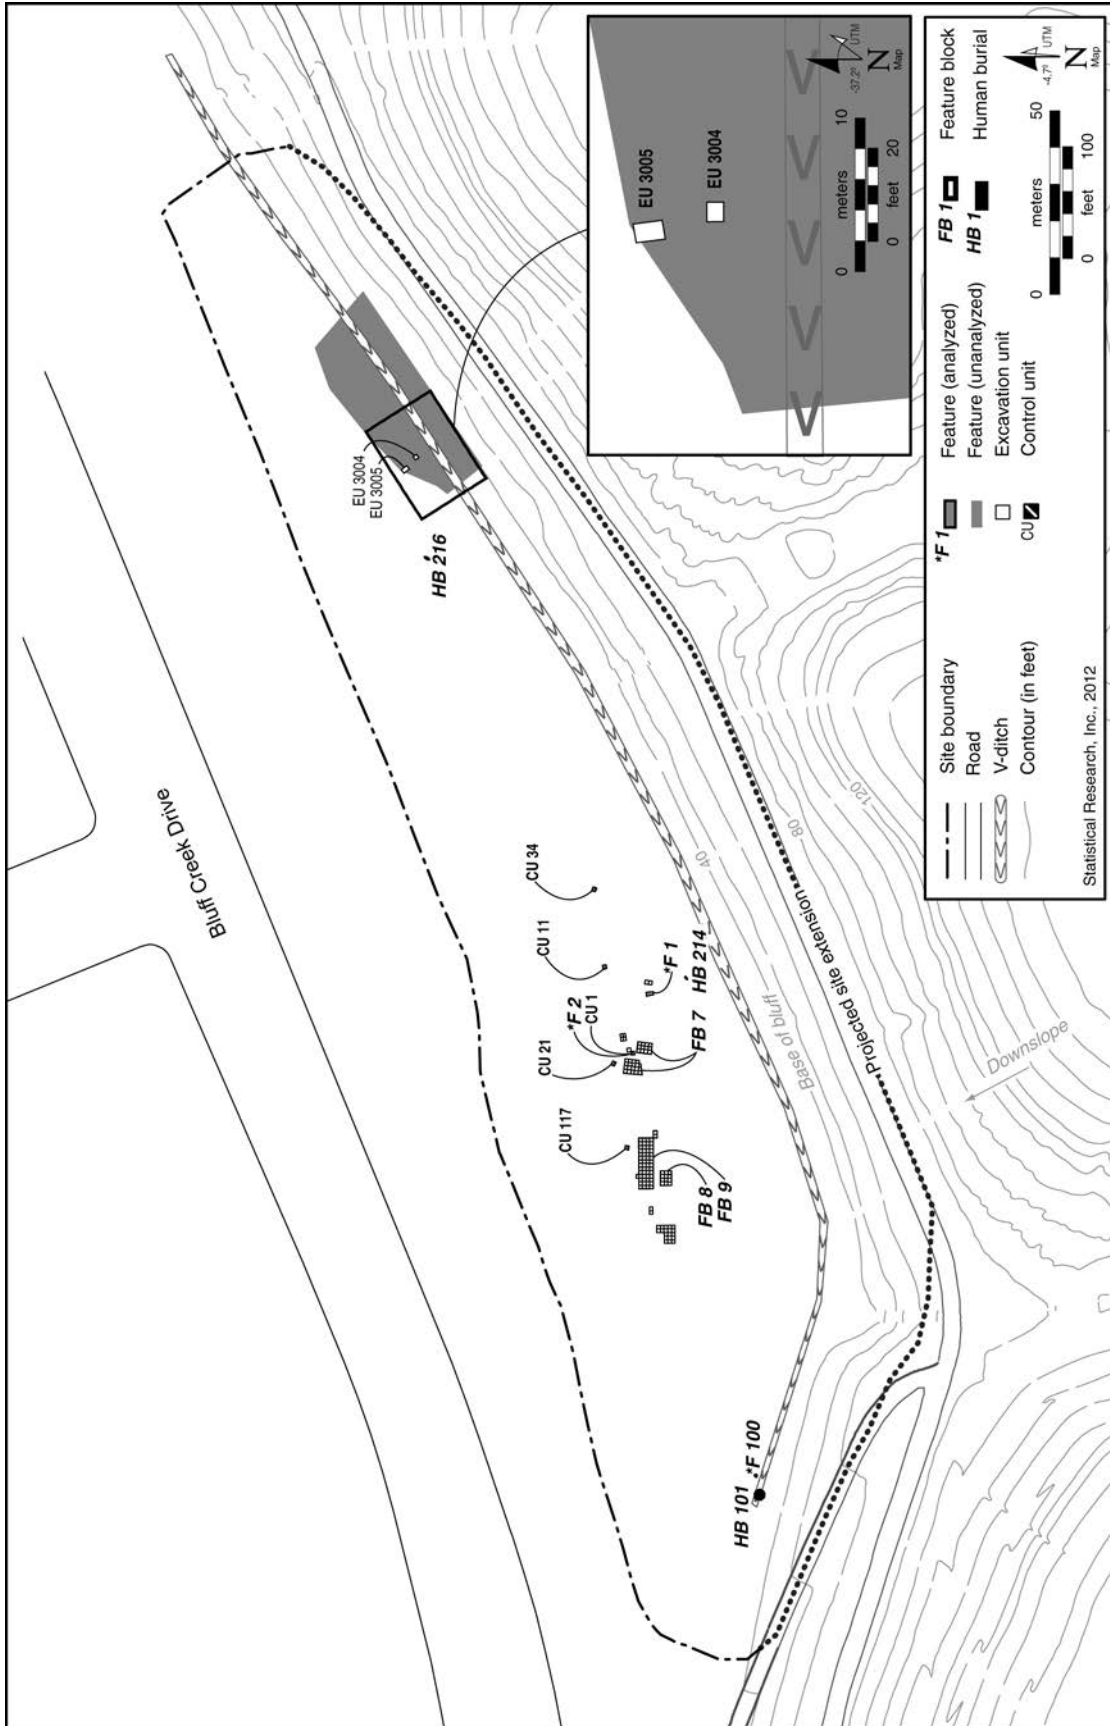 Bluff Creek Drive
EU 3004
EU 3005
HB 216
CU 34
CU 11
*F 1
HB 214
*F 2
CU 1
CU 21
FB 7
CU 117
FB 8
FB 9
HB 101
*F 100
40
80
120
Base of bluff
Projected site extension
Downslope
EU 3005
EU 3004
0 meters 10
0 feet 20
-37.2º
UTM
N
Map
Site boundary
Road
V-ditch
Contour (in feet)
*F 1 Feature (analyzed)
Feature (unanalyzed)
Excavation unit
CU Control unit
FB 1 Feature block
HB 1 Human burial
0 meters 50
0 feet 100
-4.7º
UTM
N
Map
Statistical Research, Inc., 2012